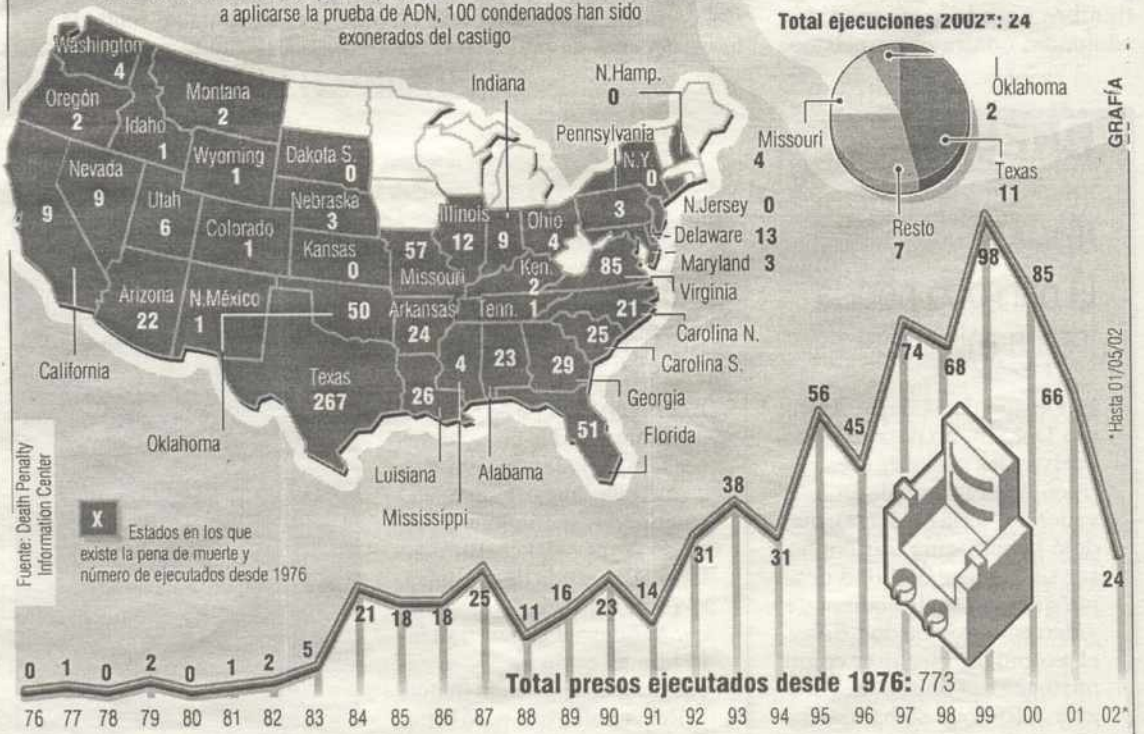 a aplicarse la prueba de ADN, 100 condenados han sido
exonerados del castigo
Washington
4
Oregón
2
Idaho
1
Montana
2
Wyoming
1
Dakota S.
0
Nevada
9
9
Utah
6
Colorado
1
Nebraska
3
Kansas
0
Arizona
22
N.México
1
50
Texas
267
57
Missouri
Arkansas
24
26
4
23
29
51
Illinois
12
9
Ohio
4
Ken.
2
Tenn.
1
3
N.Y.
0
85
21
25
Indiana
N.Hamp.
0
Pennsylvania
N.Jersey 0
Delaware 13
Maryland 3
Virginia
Carolina N.
Carolina S.
Georgia
Florida
California
Oklahoma
Luisiana
Alabama
Mississippi
Total ejecuciones 2002*: 24
Oklahoma
2
Missouri
4
Texas
11
Resto
7
GRAFÍA
*Hasta 01/05/02
Fuente: Death Penalty
Information Center
X Estados en los que
existe la pena de muerte y
número de ejecutados desde 1976
0 1 0 2 0 1 2 5 21 18 18 25 11 16 23 14 31 38 31 56 45 74 68 98 85 66 24
Total presos ejecutados desde 1976: 773
76 77 78 79 80 81 82 83 84 85 86 87 88 89 90 91 92 93 94 95 96 97 98 99 00 01 02*